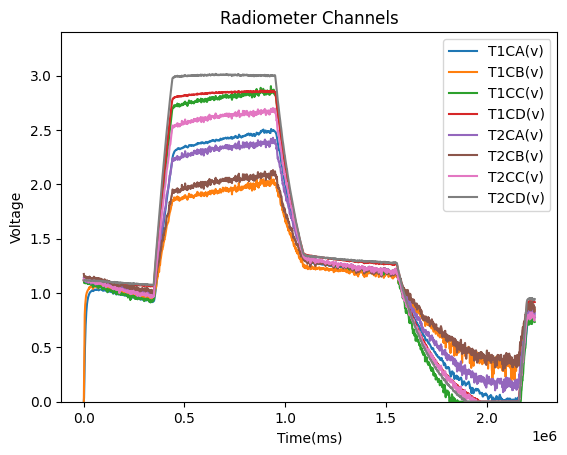 Radiometer Channels
Voltage
3.0
2.5
2.0
1.5
1.0
0.5
0.0
T1CA(v)
T1CB(v)
T1CC(v)
T1CD(v)
T2CA(v)
T2CB(v)
T2CC(v)
T2CD(v)
0.0 0.5 1.0 1.5 2.0
1e6
Time(ms)